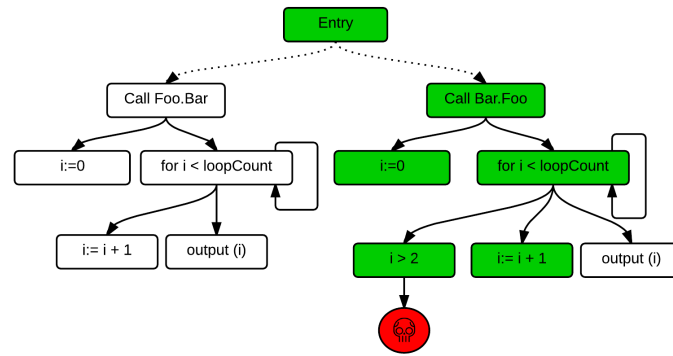 Entry
Call Foo.Bar
Call Bar.Foo
i:=0
for i < loopCount
i:=0
for i < loopCount
i:= i + 1
output (i)
i > 2
i:= i + 1
output (i)